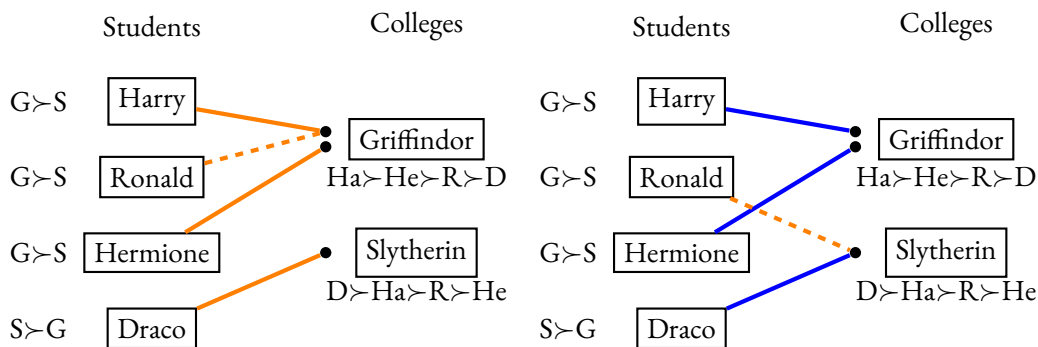 Students
Colleges
G≻S
Harry
Griffindor
Ha≻He≻R≻D
G≻S
Ronald
G≻S
Hermione
Slytherin
D≻Ha≻R≻He
S≻G
Draco
Students
Colleges
G≻S
Harry
Griffindor
Ha≻He≻R≻D
G≻S
Ronald
G≻S
Hermione
Slytherin
D≻Ha≻R≻He
S≻G
Draco